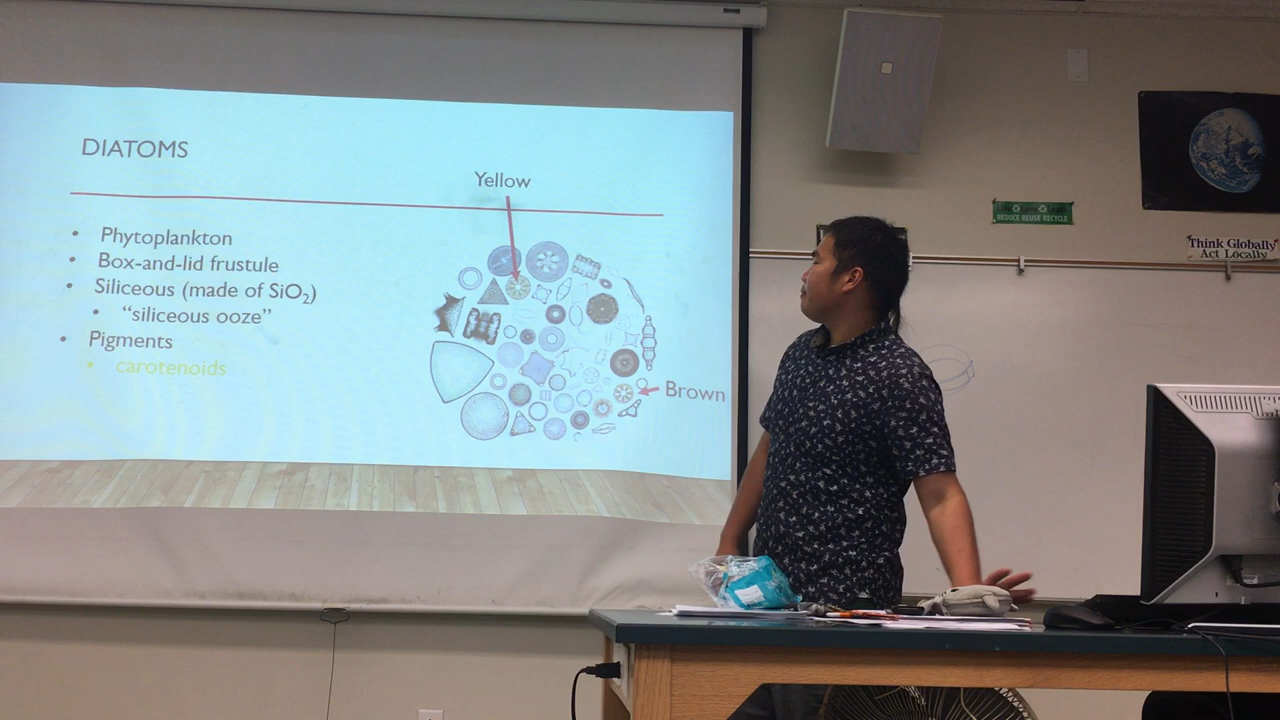 DIATOMS
Yellow
• Phytoplankton
• Box-and-lid frustule
• Siliceous (made of SiO₂)
• “siliceous ooze”
• Pigments
• carotenoids
Brown
REDUCE REUSE RECYCLE
Think Globally
Act Locally